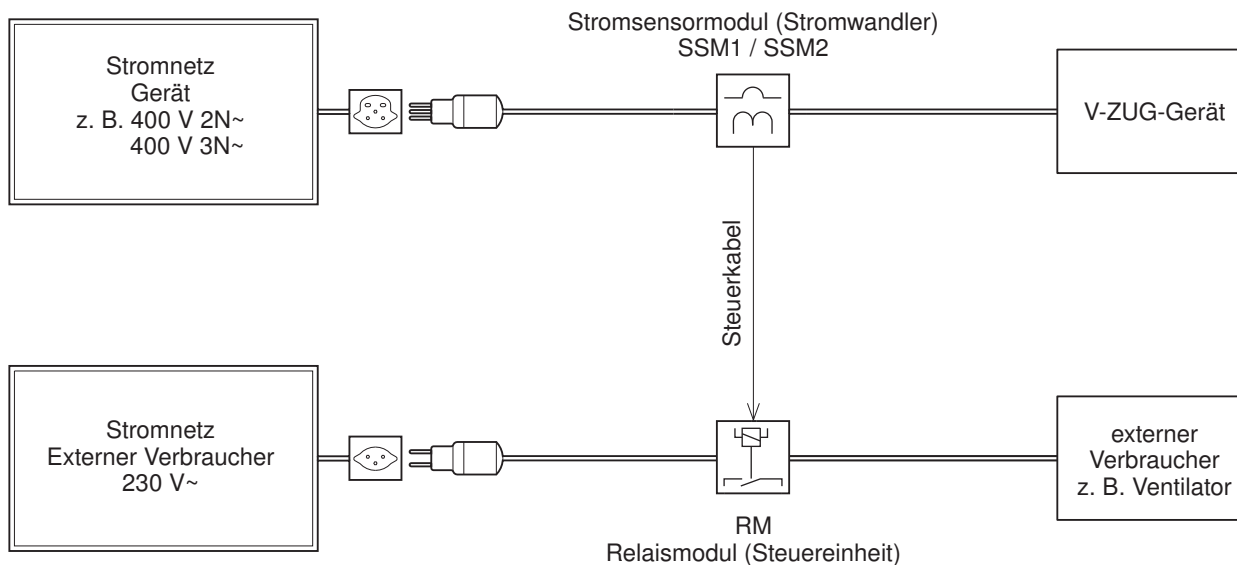 Stromnetz
Gerät
z. B. 400 V 2N~
400 V 3N~
Stromsensormodul (Stromwandler)
SSM1 / SSM2
V-ZUG-Gerät
Steuerkabel
Stromnetz
Externer Verbraucher
230 V~
RM
Relaismodul (Steuereinheit)
externer
Verbraucher
z. B. Ventilator